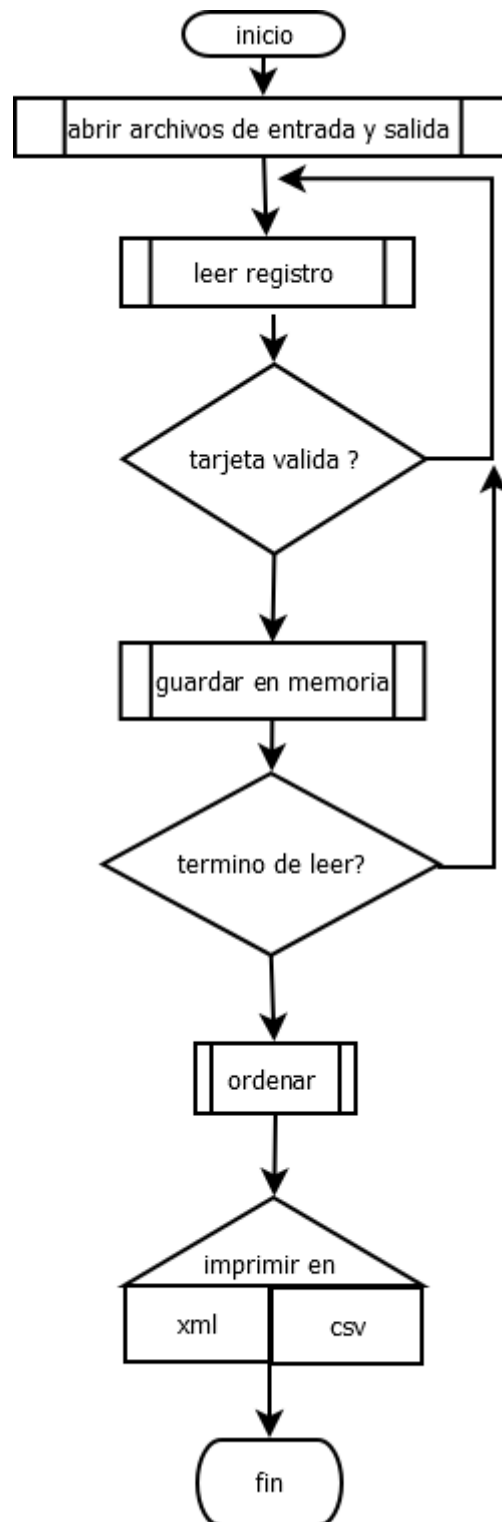 inicio
abrir archivos de entrada y salida
leer registro
tarjeta valida ?
guardar en memoria
termino de leer?
ordenar
imprimir en
xml
csv
fin